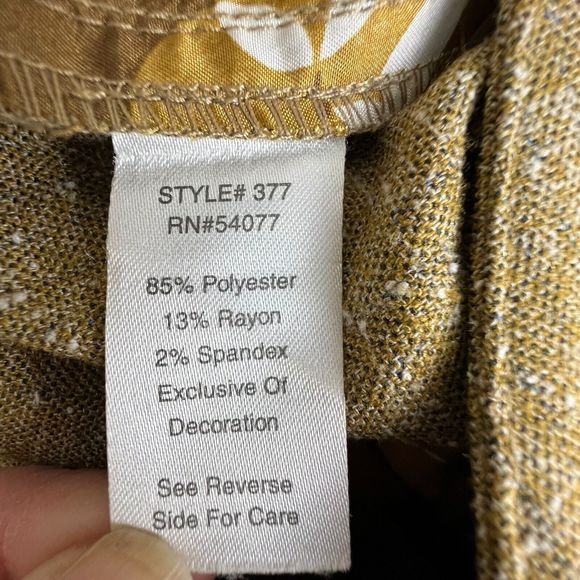 STYLE# 377
RN#54077
85% Polyester
13% Rayon
2% Spandex
Exclusive Of
Decoration
See Reverse
Side For Care